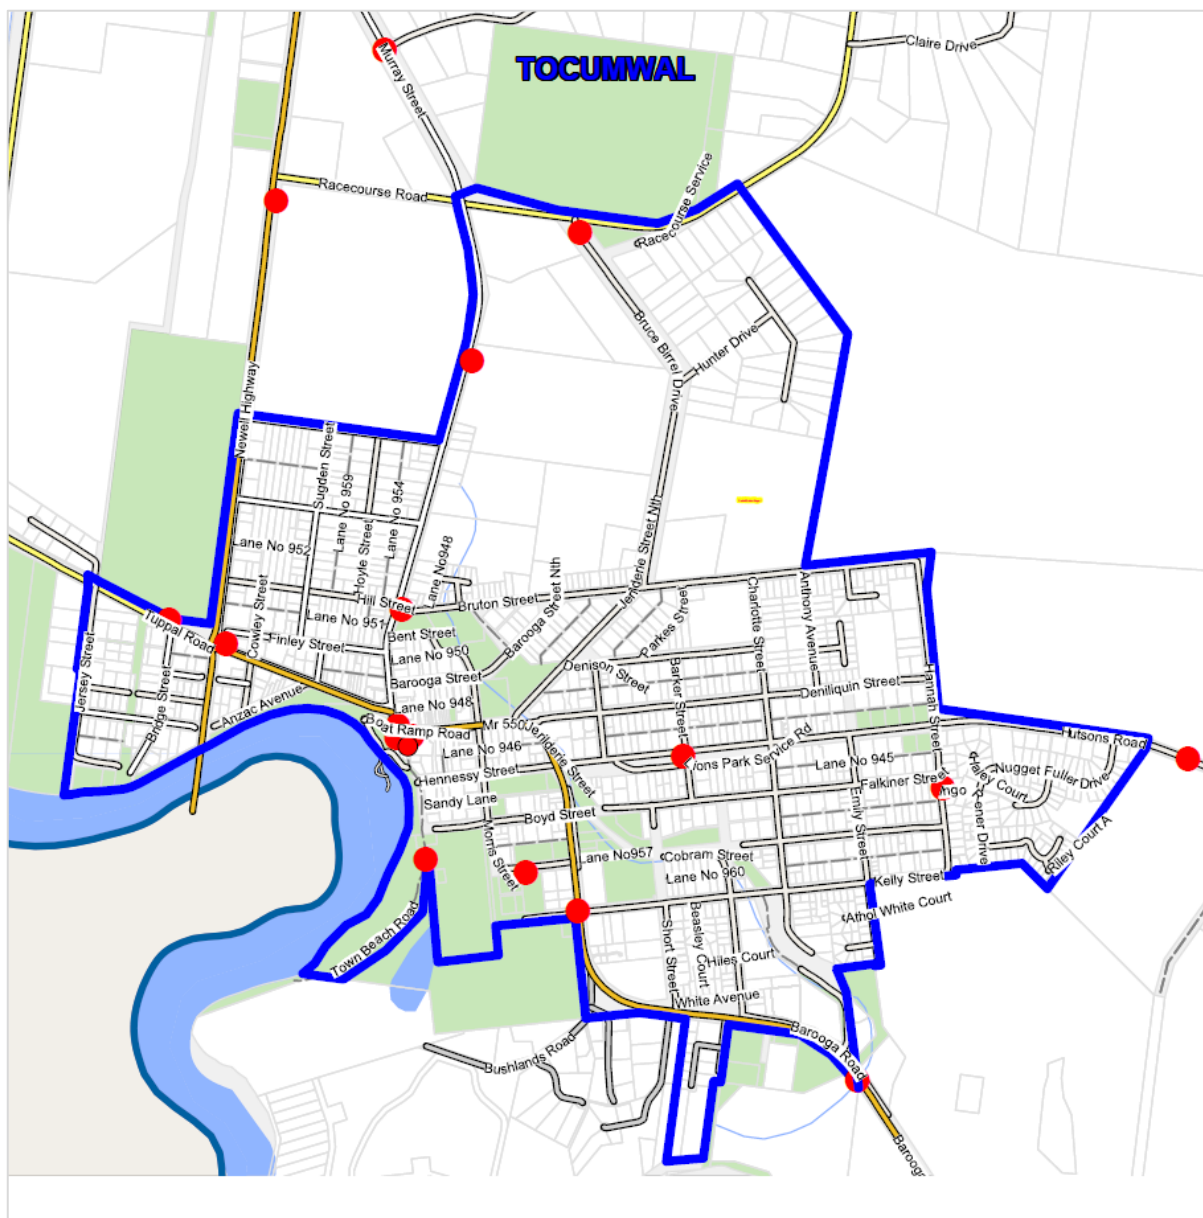 Claire Drive
Murray Street
TOCUMWAL
Racecourse Road
Racecourse Service
Bruce Birrel Drive
Hunter Drive
Newell Highway
Sugden Street
Lane No 959
Lane No 954
Jerilderie Street Nth
Lane No 952
Hoyle Street
Lane No948
Hill Street
Bruton Street
Barooga Street Nth
Lane No 951
Tuppal Road
Cowley Street
Finley Street
Bent Street
Lane No 950
Parkes Stree
Charlotte Street
Anthony Avenue
Denison Street
Jersey Street
Bridge Street
Anzac Avenue
Barooga Street
Barker Street
Deniliquin Street
Hannah Street
Lane No 948
Boat Ramp Road
Mr 550
Jerilderie Street
Lane No 946
Lions Park Service Rd
Lane No 945
Hutsons Road
Hennessy Street
Falkiner Street
Haley Court
Nugget Fuller Drive
Sandy Lane
Boyd Street
Emily Street
ngo
Morris Street
Lane No957
Cobram Street
Lane No 960
Kelly Street
Riley Court A
Athol White Court
Town Beach Road
Short Street
Beasley Court
Hiles Court
White Avenue
Bushlands Road
Barooga Road
Barooga